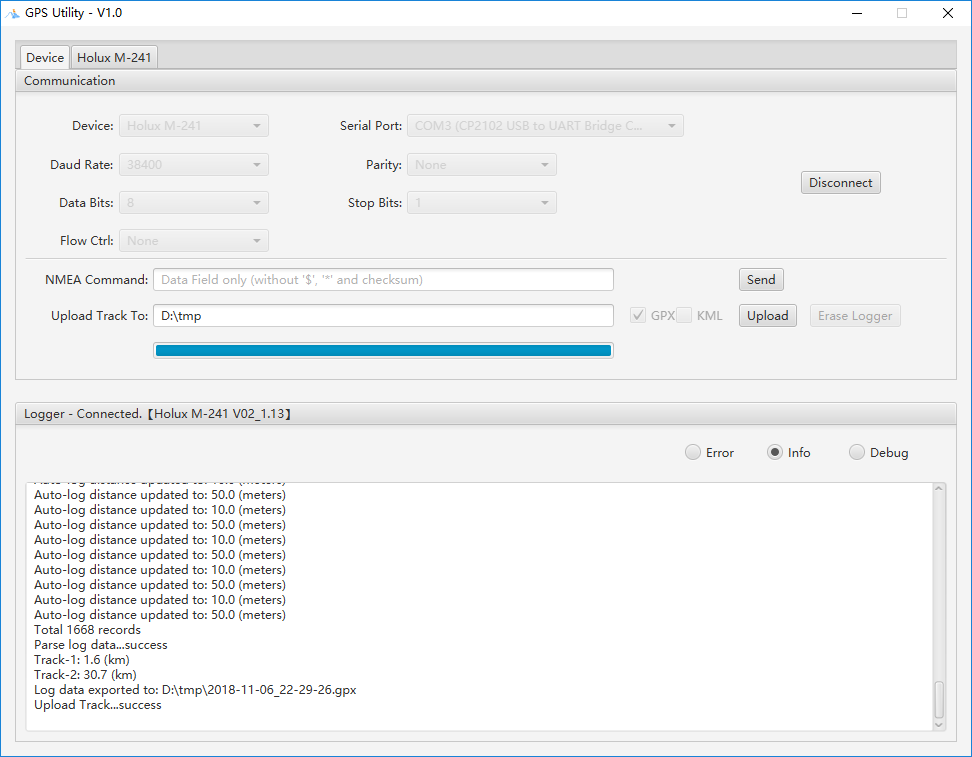 GPS Utility - V1.0
Device Holux M-241
Communication
Device: Holux M-241 Serial Port: COM3 (CP2102 USB to UART Bridge C...
Daud Rate: 38400 Parity: None
Disconnect
Data Bits: 8 Stop Bits: 1
Flow Ctrl: None
NMEA Command: Data Field only (without '$', '*' and checksum) Send
Upload Track To: D:\tmp GPX KML Upload Erase Logger
Logger - Connected.【Holux M-241 V02_1.13】
Error Info Debug
Auto-log distance updated to: 50.0 (meters)
Auto-log distance updated to: 10.0 (meters)
Auto-log distance updated to: 50.0 (meters)
Auto-log distance updated to: 10.0 (meters)
Auto-log distance updated to: 50.0 (meters)
Auto-log distance updated to: 10.0 (meters)
Auto-log distance updated to: 50.0 (meters)
Auto-log distance updated to: 10.0 (meters)
Auto-log distance updated to: 50.0 (meters)
Total 1668 records
Parse log data...success
Track-1: 1.6 (km)
Track-2: 30.7 (km)
Log data exported to: D:\tmp\2018-11-06_22-29-26.gpx
Upload Track...success